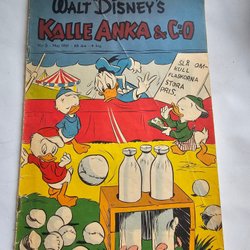 WALT DISNEY'S
KALLE ANKA & C:O
SLÅ OM-
KULL
FLASKORNA
STORA
PRIS.